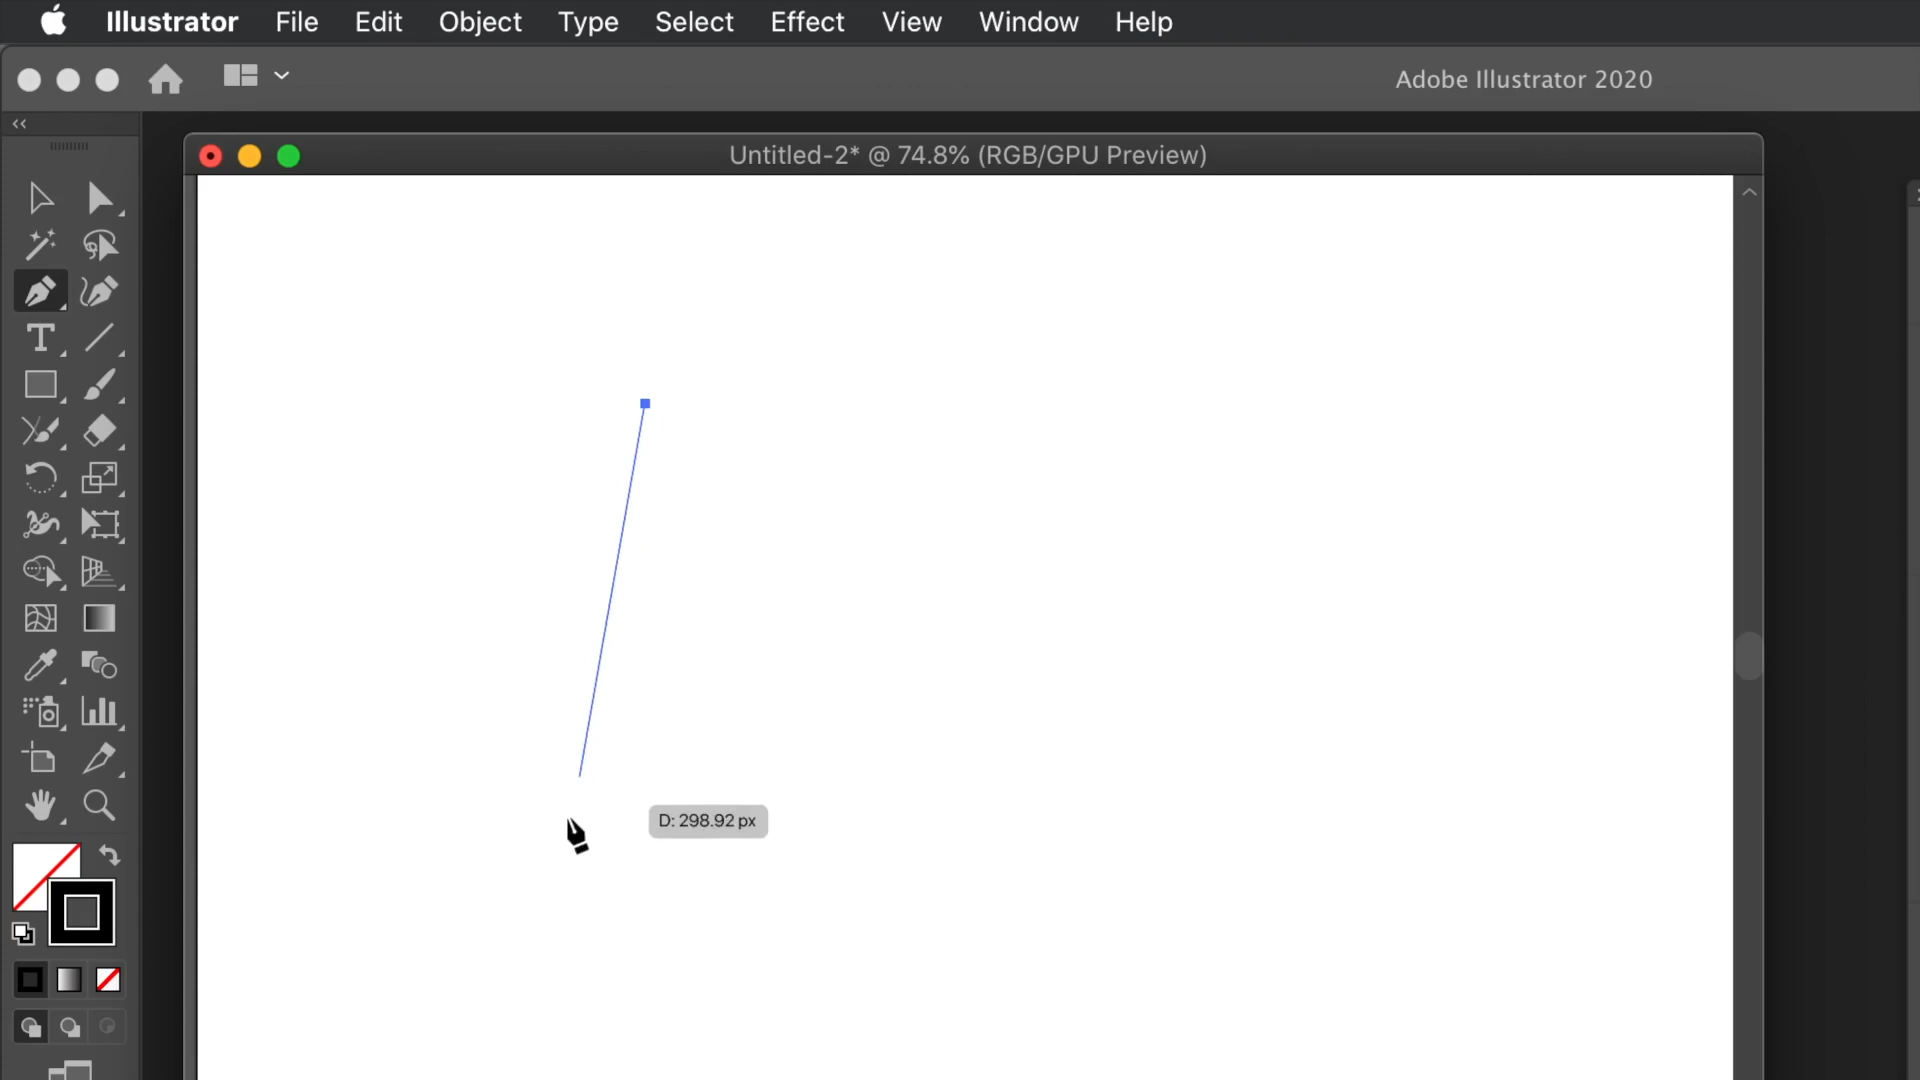 Illustrator File Edit Object Type Select Effect View Window Help
Adobe Illustrator 2020
Untitled-2* @ 74.8% (RGB/GPU Preview)
D: 298.92 px